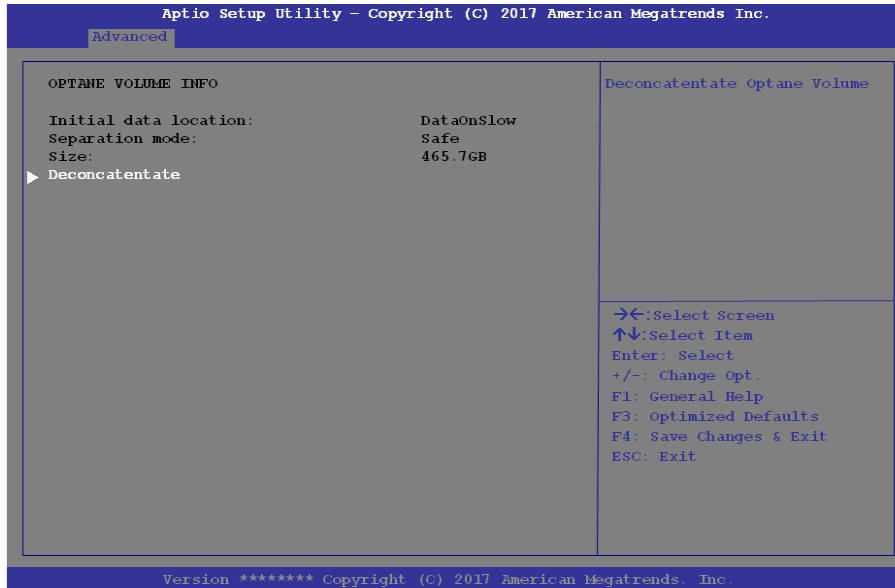 Aptio Setup Utility – Copyright (C) 2017 American Megatrends Inc.
Advanced
OPTANE VOLUME INFO
Initial data location: DataOnSlow
Separation mode: Safe
Size: 465.7GB
Deconcatentate
Deconcatentate Optane Volume
→←:Select Screen
↑↓:Select Item
Enter: Select
+/-: Change Opt.
F1: General Help
F3: Optimized Defaults
F4: Save Changes & Exit
ESC: Exit
Version ******** Copyright (C) 2017 American Megatrends. Inc.